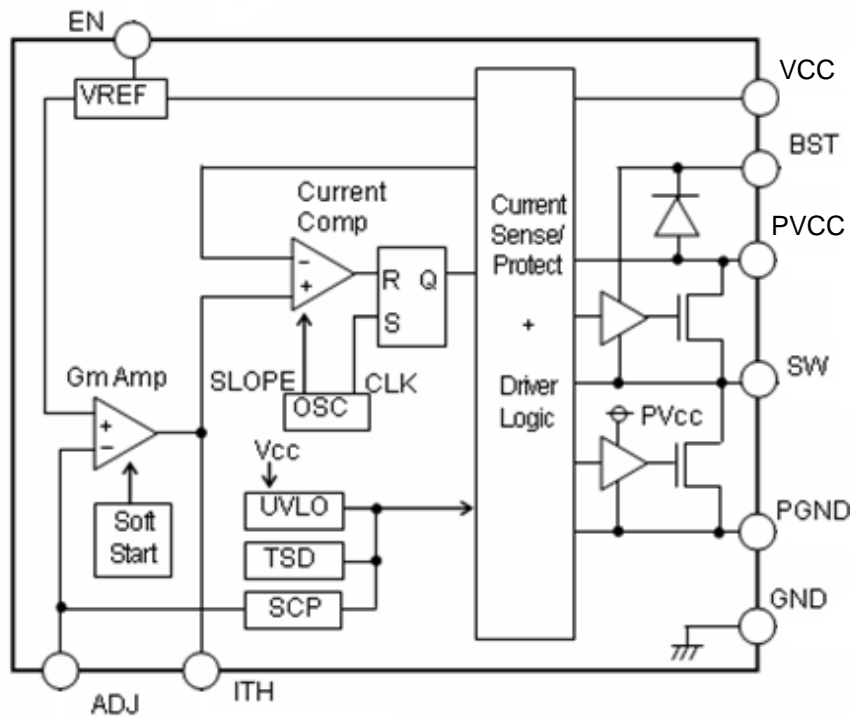 EN
VREF
VCC
BST
PVCC
Current
Comp
−
+
R Q
S
Current
Sense/
Protect
+
Driver
Logic
Gm Amp
+
−
SLOPE
CLK
OSC
SW
PVcc
Vcc
UVLO
Soft
Start
TSD
SCP
PGND
GND
ADJ
ITH